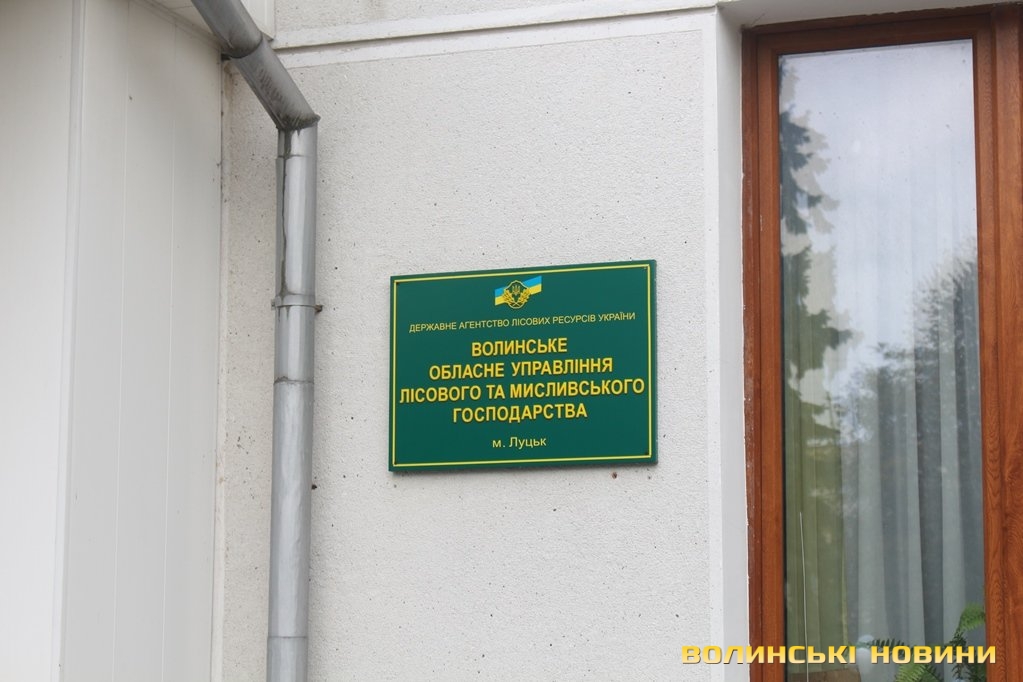 ДЕРЖАВНЕ АГЕНТСТВО ЛІСОВИХ РЕСУРСІВ УКРАЇНИ
ВОЛИНСЬКЕ
ОБЛАСНЕ УПРАВЛІННЯ
ЛІСОВОГО ТА МИСЛИВСЬКОГО
ГОСПОДАРСТВА
м. Луцьк
ВОЛИНСЬКІ НОВИНИ